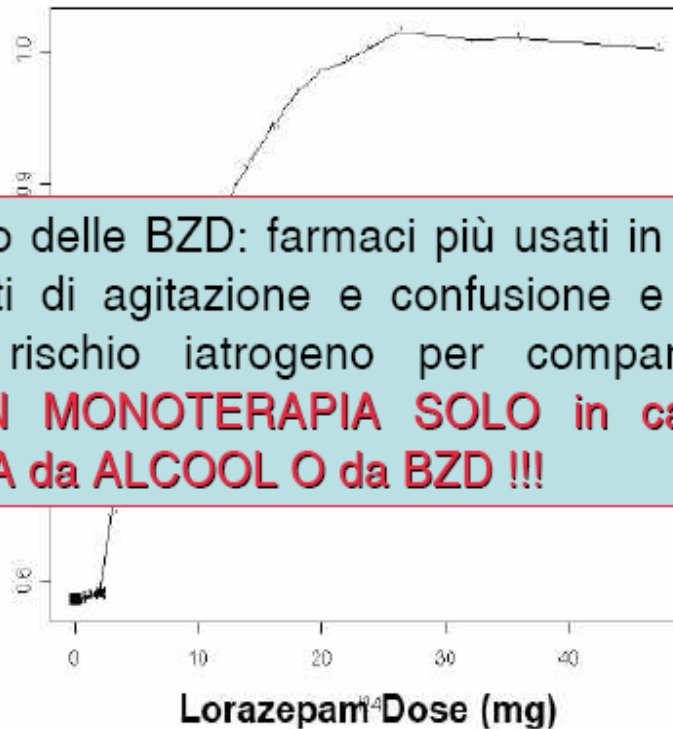 1.0
0.9
o delle BZD: farmaci più usati in
ti di agitazione e confusione e
rischio iatrogeno per compar
N MONOTERAPIA SOLO in ca
A da ALCOOL O da BZD !!!
0.6
0 10 20 30 40
Lorazepam Dose (mg)